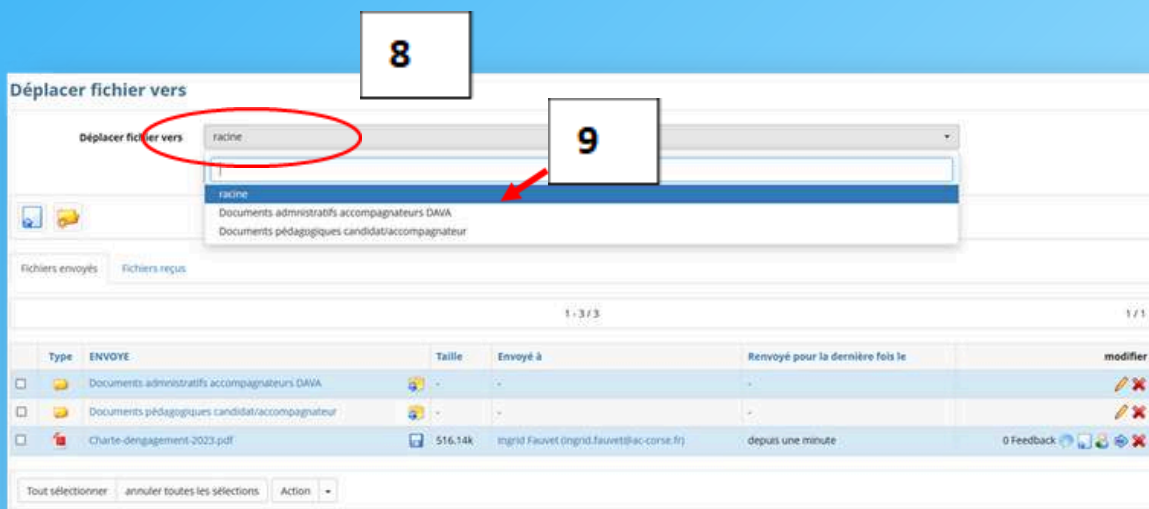 8
Déplacer fichier vers
9
Déplacer fichier vers racine
racine
Documents admnistratifs accompagnateurs DAVA
Documents pédagogiques candidat/accompagnateur
Fichiers envoyés Fichiers reçus
1 - 3 / 3 1 / 1
Type ENVOYE Taille Envoyé à Renvoyé pour la dernière fois le modifier
Documents admnistratifs accompagnateurs DAVA - - -
Documents pédagogiques candidat/accompagnateur - - -
Charte-dengagement-2023.pdf 516.14k Ingrid Fauvet (ingrid.fauvet@ac-corse.fr) depuis une minute 0 Feedback
Tout sélectionner annuler toutes les sélections Action